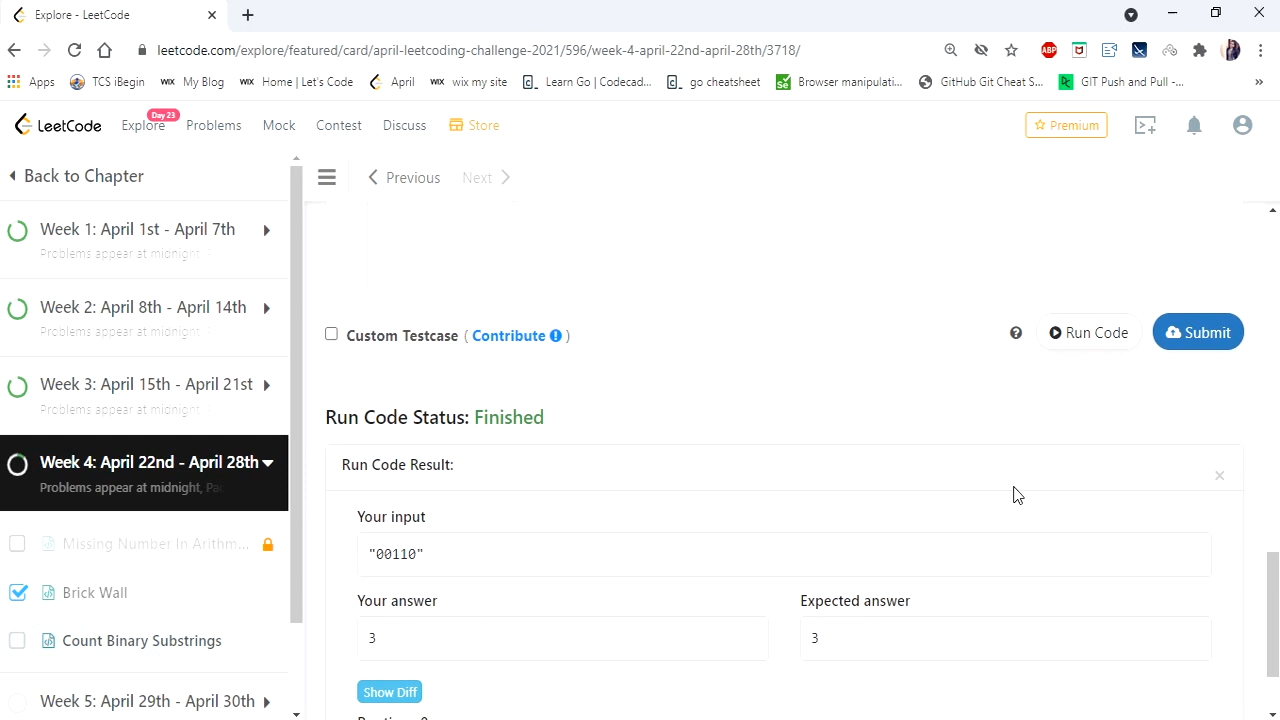 Explore - LeetCode
leetcode.com/explore/featured/card/april-leetcoding-challenge-2021/596/week-4-april-22nd-april-28th/3718/
ABP
Apps TCS iBegin WIX My Blog WIX Home | Let's Code April WIX wix my site Learn Go | Codecad... go cheatsheet Browser manipulati... GitHub Git Cheat S... GIT Push and Pull -... »
LeetCode Explore Day 23 Problems Mock Contest Discuss Store Premium
Back to Chapter
Previous Next
Week 1: April 1st - April 7th
Problems appear at midnight
Week 2: April 8th - April 14th
Problems appear at midnight
Week 3: April 15th - April 21st
Problems appear at midnight
Week 4: April 22nd - April 28th
Problems appear at midnight, Pac
Missing Number In Arithm...
Brick Wall
Count Binary Substrings
Week 5: April 29th - April 30th
Custom Testcase ( Contribute )
Run Code
Submit
Run Code Status: Finished
Run Code Result:
Your input
"00110"
Your answer
3
Expected answer
3
Show Diff